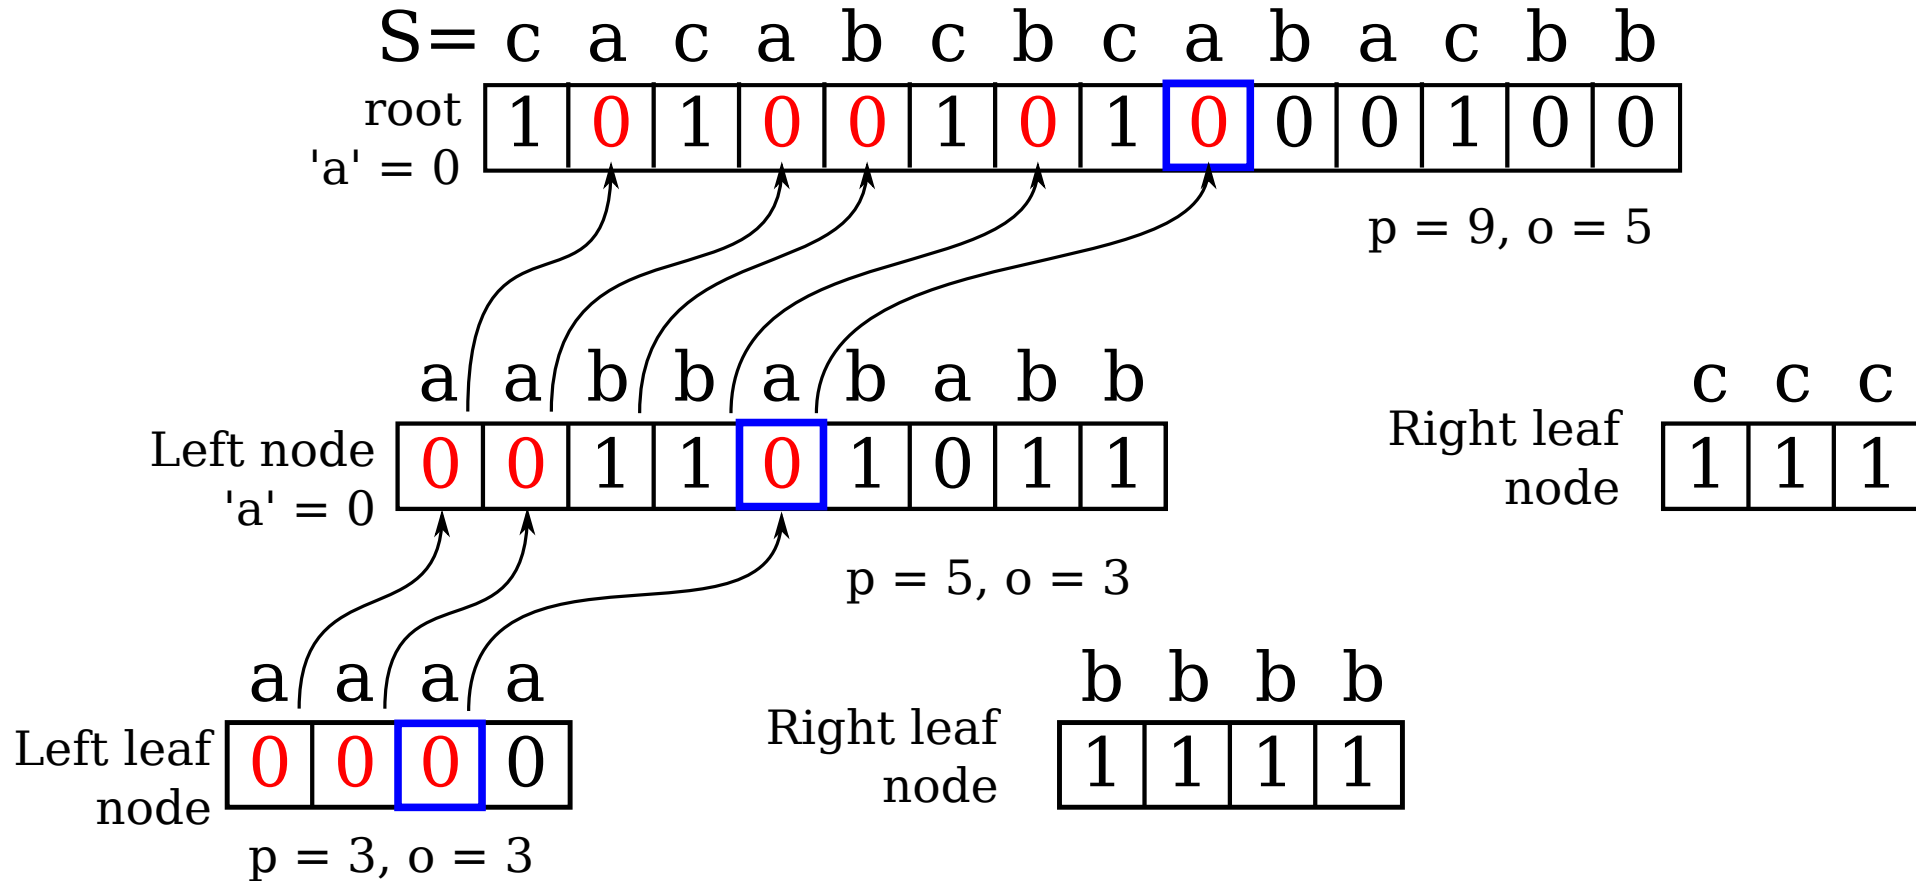 S= c a c a b c b c a b a c b b
root 1 0 1 0 0 1 0 1 0 0 0 1 0 0
'a' = 0
p = 9, o = 5
a a b b a b a b b
c c c
Left node 0 0 1 1 0 1 0 1 1
'a' = 0
Right leaf
node
1 1 1
p = 5, o = 3
a a a a
b b b b
Left leaf
node
0 0 0 0
Right leaf
node
1 1 1 1
p = 3, o = 3